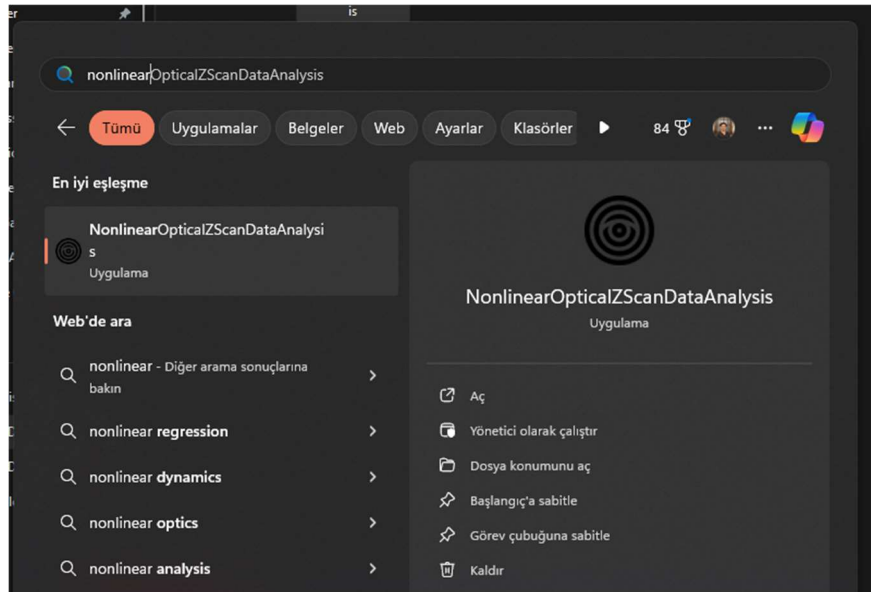 is
nonlinearOpticalZScanDataAnalysis
Tümü Uygulamalar Belgeler Web Ayarlar Klasörler 84
En iyi eşleşme
NonlinearOpticalZScanDataAnalysi
s
Uygulama
Web'de ara
nonlinear - Diğer arama sonuçlarına
bakın
nonlinear regression
nonlinear dynamics
nonlinear optics
nonlinear analysis
NonlinearOpticalZScanDataAnalysis
Uygulama
Aç
Yönetici olarak çalıştır
Dosya konumunu aç
Başlangıç'a sabitle
Görev çubuğuna sabitle
Kaldır